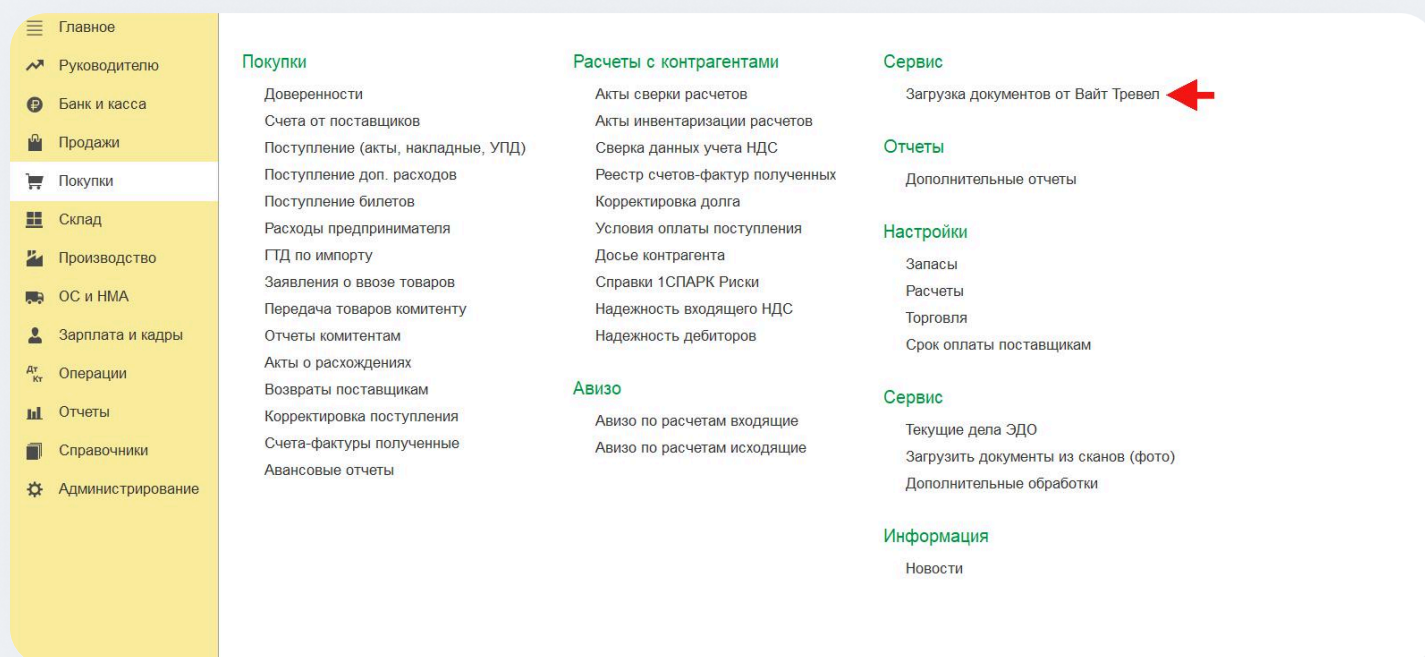 Главное
Руководителю
Банк и касса
Продажи
Покупки
Склад
Производство
ОС и НМА
Зарплата и кадры
Дт Кт Операции
Отчеты
Справочники
Администрирование
Покупки
Доверенности
Счета от поставщиков
Поступление (акты, накладные, УПД)
Поступление доп. расходов
Поступление билетов
Расходы предпринимателя
ГТД по импорту
Заявления о ввозе товаров
Передача товаров комитенту
Отчеты комитентам
Акты о расхождениях
Возвраты поставщикам
Корректировка поступления
Счета-фактуры полученные
Авансовые отчеты
Расчеты с контрагентами
Акты сверки расчетов
Акты инвентаризации расчетов
Сверка данных учета НДС
Реестр счетов-фактур полученных
Корректировка долга
Условия оплаты поступления
Досье контрагента
Справки 1СПАРК Риски
Надежность входящего НДС
Надежность дебиторов
Авизо
Авизо по расчетам входящие
Авизо по расчетам исходящие
Сервис
Загрузка документов от Вайт Тревел
Отчеты
Дополнительные отчеты
Настройки
Запасы
Расчеты
Торговля
Срок оплаты поставщикам
Сервис
Текущие дела ЭДО
Загрузить документы из сканов (фото)
Дополнительные обработки
Информация
Новости